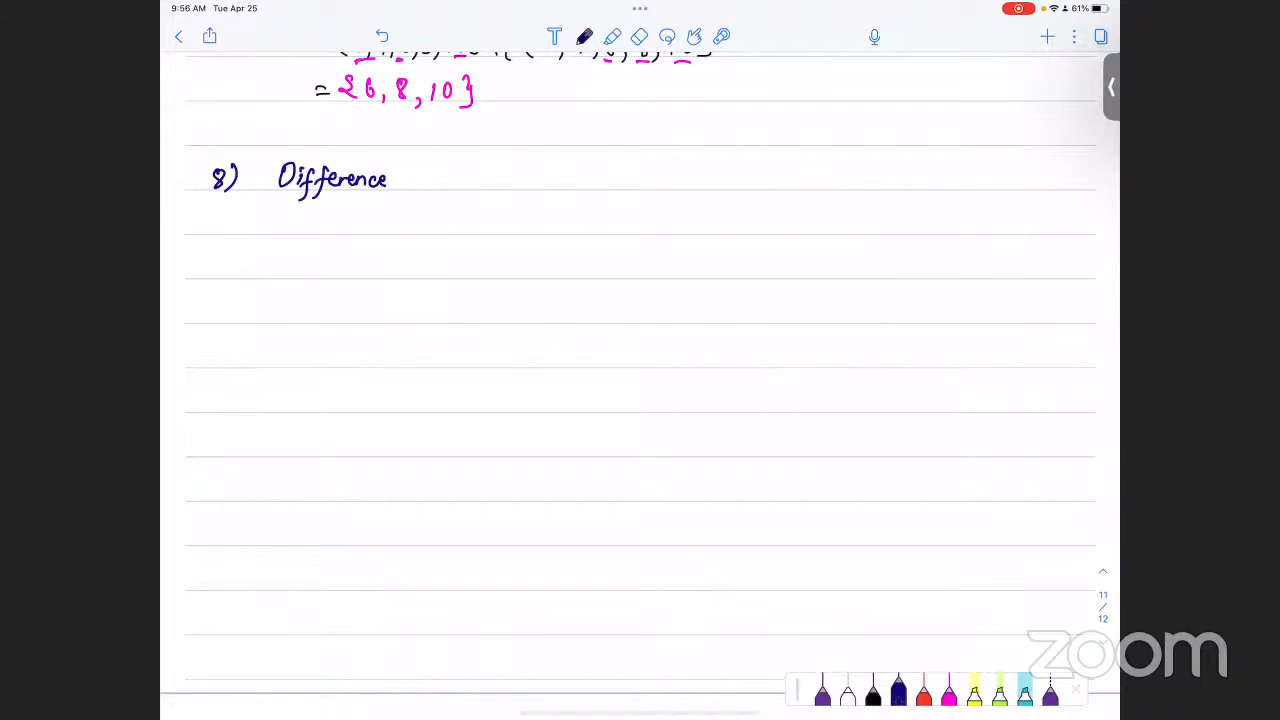 9:56 AM Tue Apr 25
61%
= {6, 8, 10}
8) Difference
11
/
12
zoom